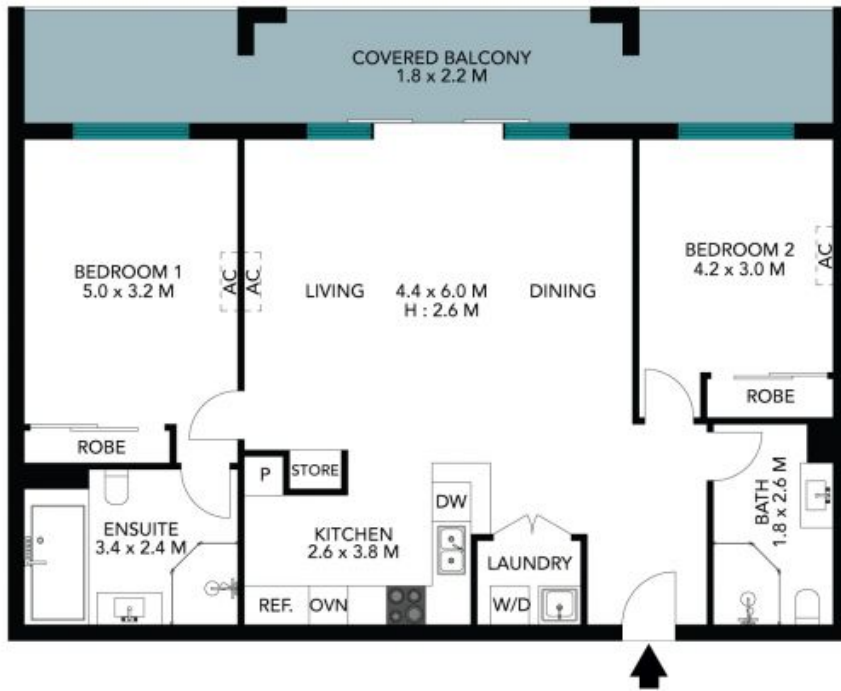 COVERED BALCONY
1.8 x 2.2 M
BEDROOM 1
5.0 x 3.2 M
AC
AC
LIVING
4.4 x 6.0 M
H : 2.6 M
DINING
BEDROOM 2
4.2 x 3.0 M
AC
ROBE
ROBE
P
STORE
ENSUITE
3.4 x 2.4 M
KITCHEN
2.6 x 3.8 M
DW
LAUNDRY
BATH
1.8 x 2.6 M
REF.
OVN
W/D